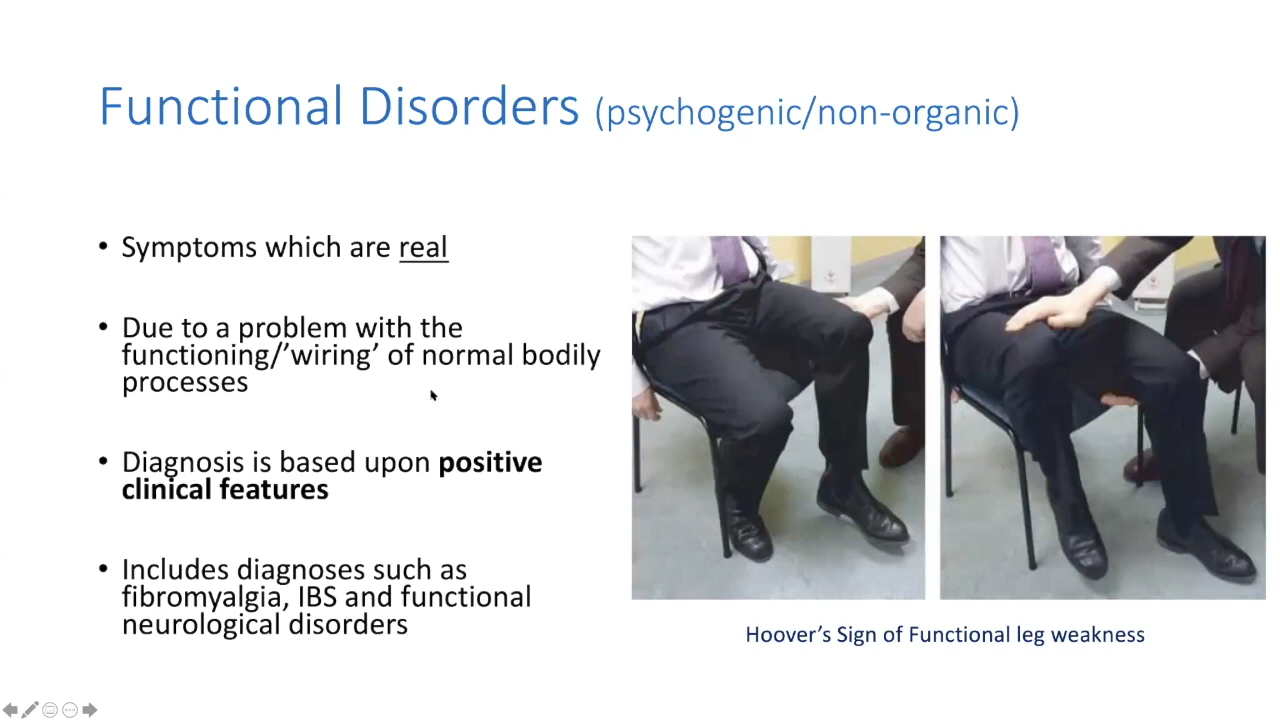 Functional Disorders (psychogenic/non-organic)
• Symptoms which are real
• Due to a problem with the
functioning/’wiring’ of normal bodily
processes
• Diagnosis is based upon positive
clinical features
• Includes diagnoses such as
fibromyalgia, IBS and functional
neurological disorders
Hoover’s Sign of Functional leg weakness